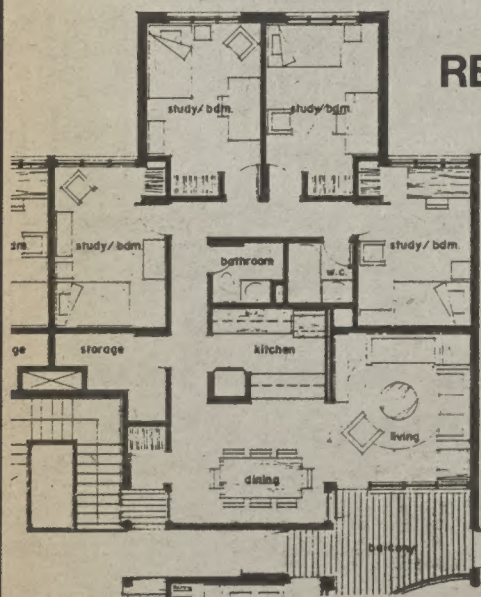 RE
study/bdm.
study/bdm.
study/bdm.
study/bdm.
bathroom
w.c.
ge
storage
kitchen
living
dining
balcony